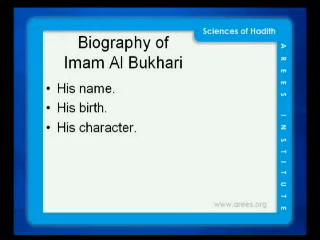 Sciences of Hadith
Biography of
Imam Al Bukhari
• His name.
• His birth.
• His character.
AREES INSTITUTE
www.arees.org